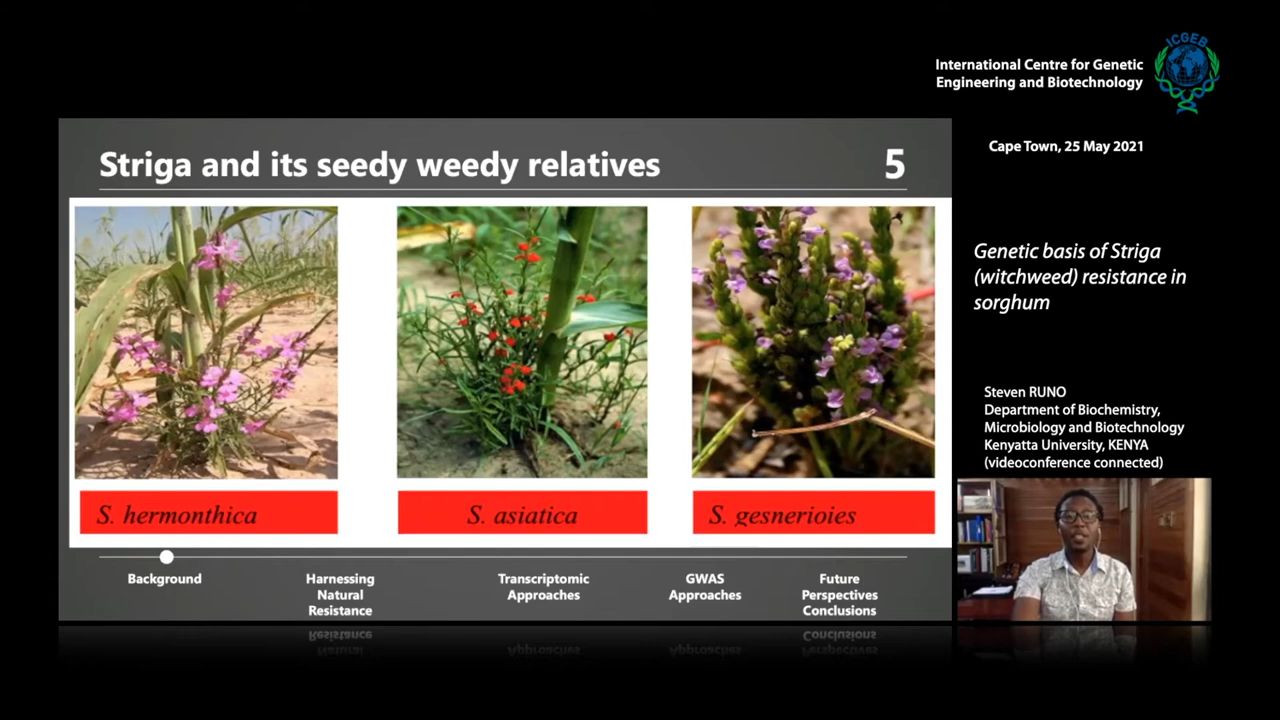 International Centre for Genetic
Engineering and Biotechnology
ICGEB
Cape Town, 25 May 2021
Striga and its seedy weedy relatives
5
Genetic basis of Striga
(witchweed) resistance in
sorghum
Steven RUNO
Department of Biochemistry,
Microbiology and Biotechnology
Kenyatta University, KENYA
(videoconference connected)
S. hermonthica
S. asiatica
S. gesnerioies
Background
Harnessing
Natural
Resistance
Transcriptomic
Approaches
GWAS
Approaches
Future
Perspectives
Conclusions